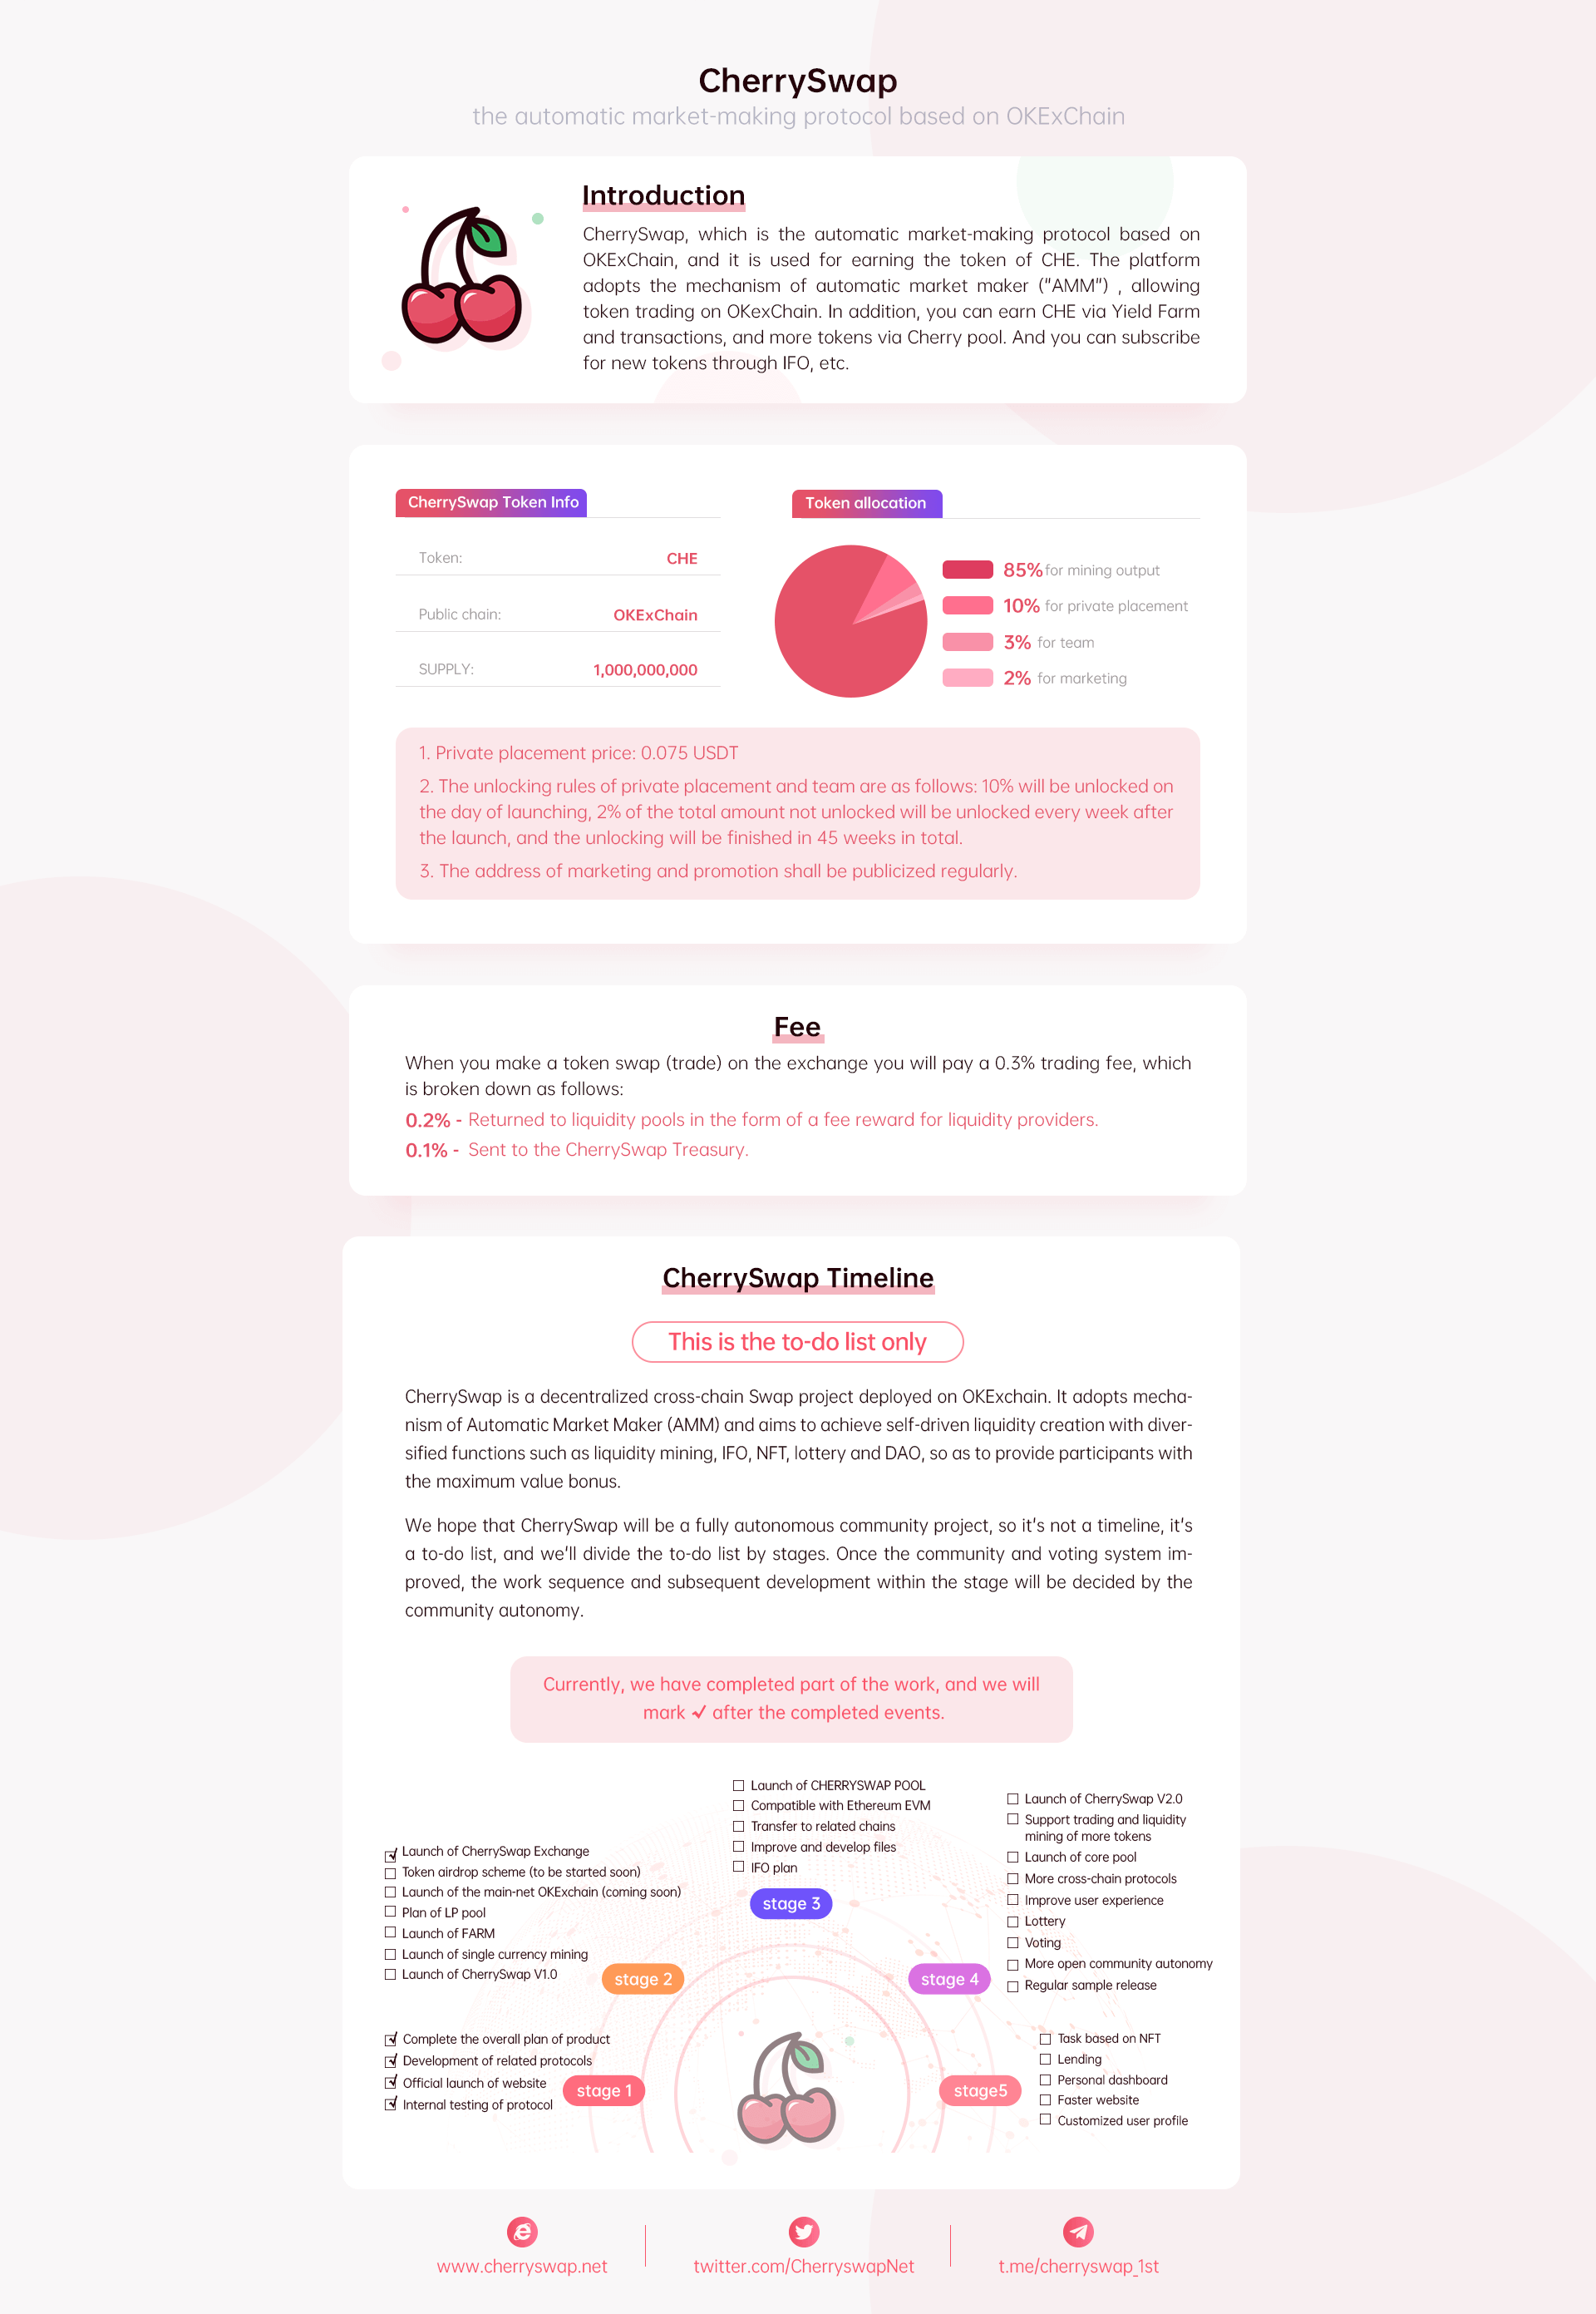 CherrySwap
the automatic market-making protocol based on OKExChain
Introduction
CherrySwap, which is the automatic market-making protocol based on
OKExChain, and it is used for earning the token of CHE. The platform
adopts the mechanism of automatic market maker ("AMM") , allowing
token trading on OKexChain. In addition, you can earn CHE via Yield Farm
and transactions, and more tokens via Cherry pool. And you can subscribe
for new tokens through IFO, etc.
CherrySwap Token Info
Token: CHE
Public chain: OKExChain
SUPPLY: 1,000,000,000
Token allocation
85% for mining output
10% for private placement
3% for team
2% for marketing
1. Private placement price: 0.075 USDT
2. The unlocking rules of private placement and team are as follows: 10% will be unlocked on
the day of launching, 2% of the total amount not unlocked will be unlocked every week after
the launch, and the unlocking will be finished in 45 weeks in total.
3. The address of marketing and promotion shall be publicized regularly.
Fee
When you make a token swap (trade) on the exchange you will pay a 0.3% trading fee, which
is broken down as follows:
0.2% - Returned to liquidity pools in the form of a fee reward for liquidity providers.
0.1% - Sent to the CherrySwap Treasury.
CherrySwap Timeline
This is the to-do list only
CherrySwap is a decentralized cross-chain Swap project deployed on OKExchain. It adopts mecha-
nism of Automatic Market Maker (AMM) and aims to achieve self-driven liquidity creation with diver-
sified functions such as liquidity mining, IFO, NFT, lottery and DAO, so as to provide participants with
the maximum value bonus.
We hope that CherrySwap will be a fully autonomous community project, so it's not a timeline, it's
a to-do list, and we'll divide the to-do list by stages. Once the community and voting system im-
proved, the work sequence and subsequent development within the stage will be decided by the
community autonomy.
Currently, we have completed part of the work, and we will
mark ✓ after the completed events.
Complete the overall plan of product
Development of related protocols
Official launch of website
Internal testing of protocol
stage 1
Launch of CherrySwap Exchange
Token airdrop scheme (to be started soon)
Launch of the main-net OKExchain (coming soon)
Plan of LP pool
Launch of FARM
Launch of single currency mining
Launch of CherrySwap V1.0
stage 2
Launch of CHERRYSWAP POOL
Compatible with Ethereum EVM
Transfer to related chains
Improve and develop files
IFO plan
stage 3
Launch of CherrySwap V2.0
Support trading and liquidity
mining of more tokens
Launch of core pool
More cross-chain protocols
Improve user experience
Lottery
Voting
More open community autonomy
Regular sample release
stage 4
Task based on NFT
Lending
Personal dashboard
Faster website
Customized user profile
stage5
www.cherryswap.net
twitter.com/CherryswapNet
t.me/cherryswap_1st